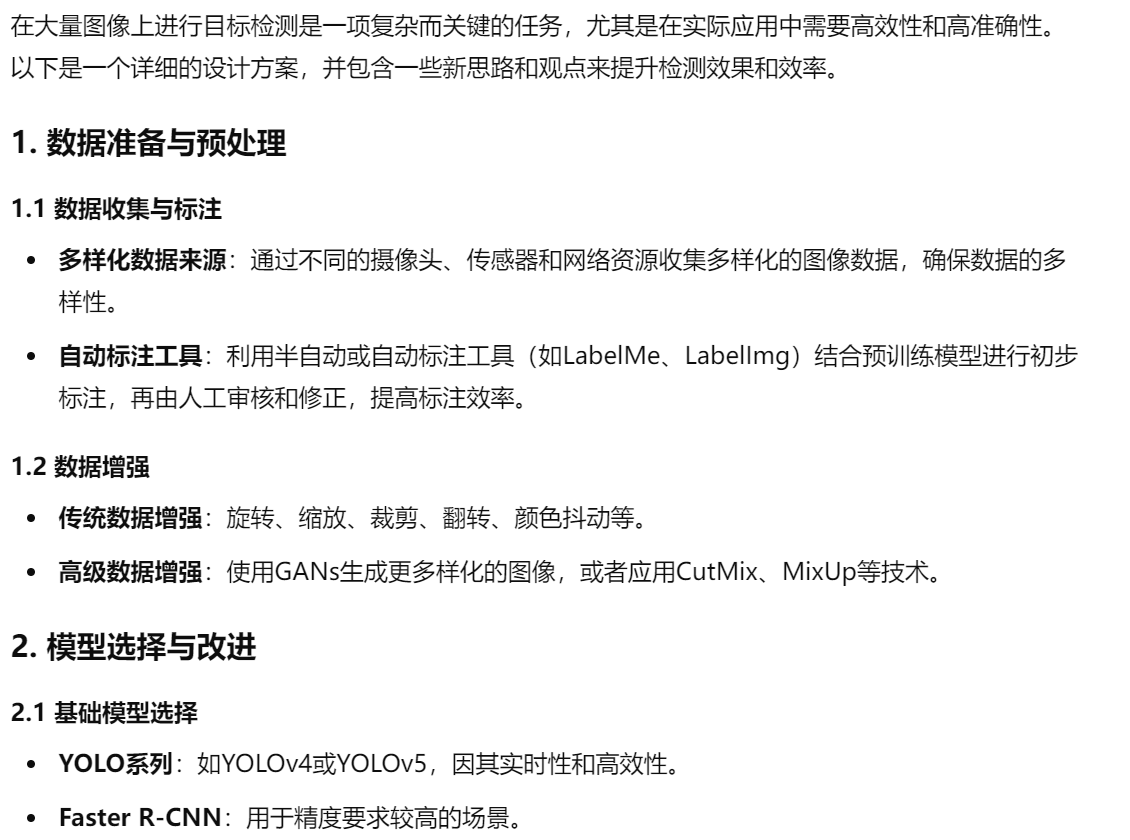 在大量图像上进行目标检测是一项复杂而关键的任务，尤其是在实际应用中需要高效性和高准确性。
以下是一个详细的设计方案，并包含一些新思路和观点来提升检测效果和效率。
1. 数据准备与预处理
1.1 数据收集与标注
• 多样化数据来源：通过不同的摄像头、传感器和网络资源收集多样化的图像数据，确保数据的多
样性。
• 自动标注工具：利用半自动或自动标注工具（如LabelMe、LabelImg）结合预训练模型进行初步
标注，再由人工审核和修正，提高标注效率。
1.2 数据增强
• 传统数据增强：旋转、缩放、裁剪、翻转、颜色抖动等。
• 高级数据增强：使用GANs生成更多样化的图像，或者应用CutMix、MixUp等技术。
2. 模型选择与改进
2.1 基础模型选择
• YOLO系列：如YOLOv4或YOLOv5，因其实时性和高效性。
• Faster R-CNN：用于精度要求较高的场景。